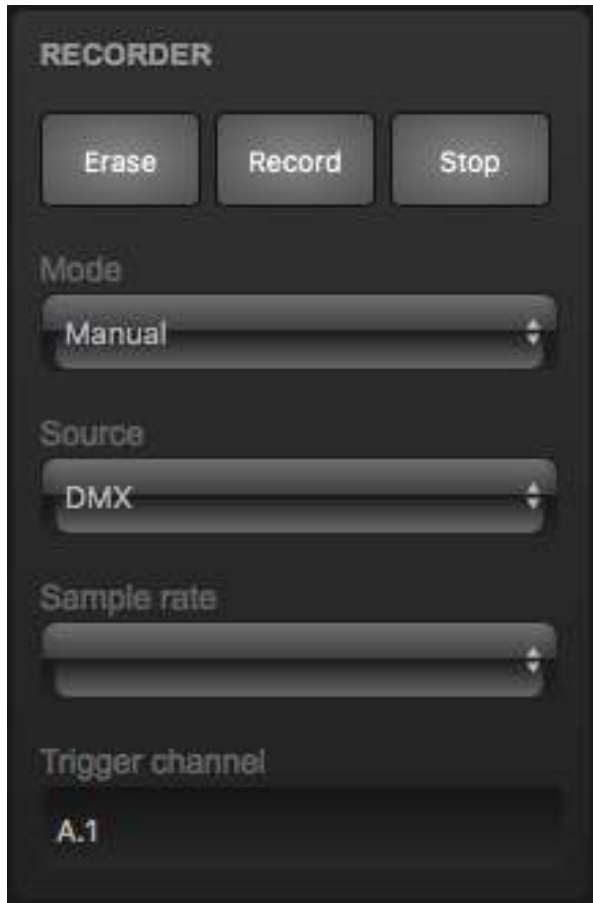 RECORDER
Erase Record Stop
Mode
Manual
Source
DMX
Sample rate
Trigger channel
A.1